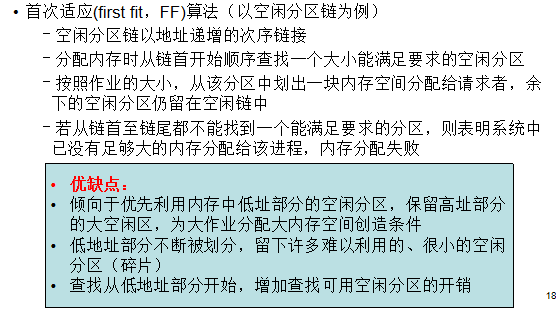 • 首次适应(first fit，FF)算法（以空闲分区链为例）
– 空闲分区链以地址递增的次序链接
– 分配内存时从链首开始顺序查找一个大小能满足要求的空闲分区
– 按照作业的大小，从该分区中划出一块内存空间分配给请求者，余
下的空闲分区仍留在空闲链中
– 若从链首至链尾都不能找到一个能满足要求的分区，则表明系统中
已没有足够大的内存分配给该进程，内存分配失败
• 优缺点：
• 倾向于优先利用内存中低址部分的空闲分区，保留高址部分
的大空闲区，为大作业分配大内存空间创造条件
• 低地址部分不断被划分，留下许多难以利用的、很小的空闲
分区（碎片）
• 查找从低地址部分开始，增加查找可用空闲分区的开销
18